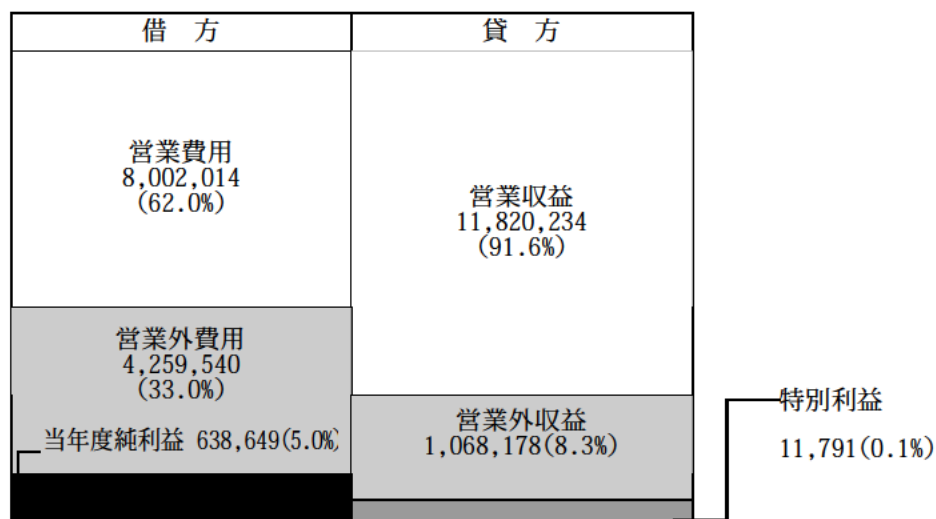 借 方
貸 方
営業費用
8,002,014
(62.0%)
営業収益
11,820,234
(91.6%)
営業外費用
4,259,540
(33.0%)
当年度純利益 638,649(5.0%)
営業外収益
1,068,178(8.3%)
特別利益
11,791(0.1%)